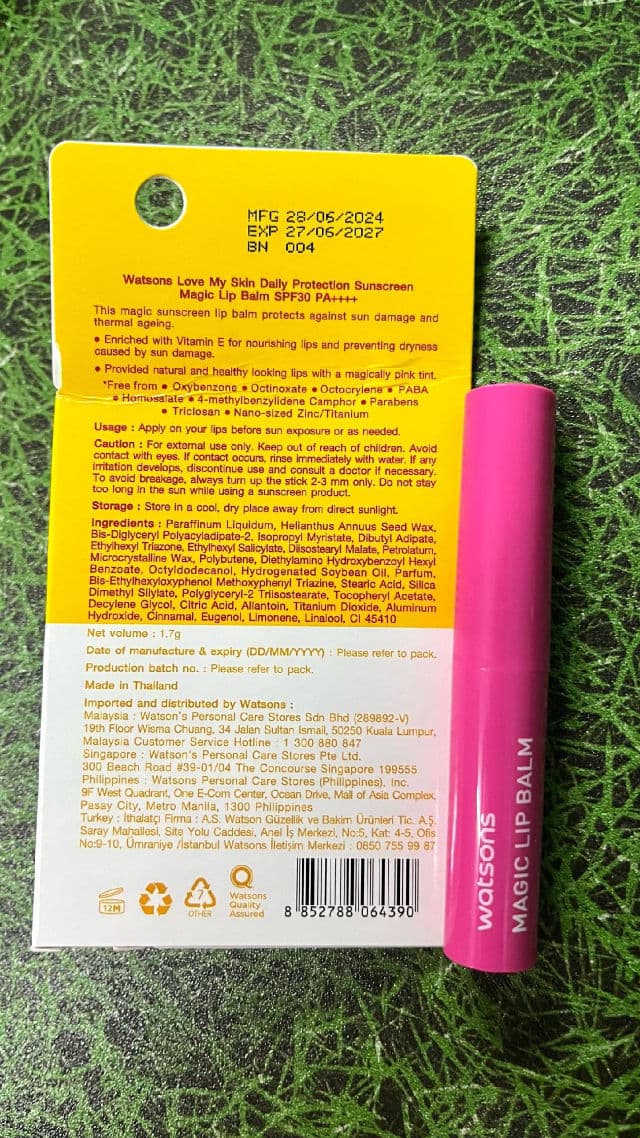 MFG 28/06/2024
EXP 27/06/2027
BN 004
Watsons Love My Skin Daily Protection Sunscreen
Magic Lip Balm SPF30 PA++++
This magic sunscreen lip balm protects against sun damage and
thermal ageing.
• Enriched with Vitamin E for nourishing lips and preventing dryness
caused by sun damage.
• Provided natural and healthy looking lips with a magically pink tint.
*Free from • Oxybenzone • Octinoxate • Octocrylene • PABA
• Homosalate • 4-methylbenzylidene Camphor • Parabens
• Triclosan • Nano-sized Zinc/Titanium
Usage : Apply on your lips before sun exposure or as needed.
Caution : For external use only. Keep out of reach of children. Avoid
contact with eyes. If contact occurs, rinse immediately with water. If any
irritation develops, discontinue use and consult a doctor if necessary.
To avoid breakage, always turn up the stick 2-3 mm only. Do not stay
too long in the sun while using a sunscreen product.
Storage : Store in a cool, dry place away from direct sunlight.
Ingredients : Paraffinum Liquidum, Helianthus Annuus Seed Wax,
Bis-Diglyceryl Polyacyladipate-2, Isopropyl Myristate, Dibutyl Adipate,
Ethylhexyl Triazone, Ethylhexyl Salicylate, Diisostearyl Malate, Petrolatum,
Microcrystalline Wax, Polybutene, Diethylamino Hydroxybenzoyl Hexyl
Benzoate, Octyldodecanol, Hydrogenated Soybean Oil, Parfum,
Bis-Ethylhexyloxyphenol Methoxyphenyl Triazine, Stearic Acid, Silica
Dimethyl Silylate, Polyglyceryl-2 Triisostearate, Tocopheryl Acetate,
Decylene Glycol, Citric Acid, Allantoin, Titanium Dioxide, Aluminum
Hydroxide, Cinnamal, Eugenol, Limonene, Linalool, CI 45410
Net volume : 1.7g
Date of manufacture & expiry (DD/MM/YYYY) : Please refer to pack.
Production batch no. : Please refer to pack.
Made in Thailand
Imported and distributed by Watsons :
Malaysia : Watson's Personal Care Stores Sdn Bhd (289892-V)
19th Floor Wisma Chuang, 34 Jalan Sultan Ismail, 50250 Kuala Lumpur,
Malaysia Customer Service Hotline : 1 300 880 847
Singapore : Watson's Personal Care Stores Pte Ltd.
300 Beach Road #39-01/04 The Concourse Singapore 199555
Philippines : Watsons Personal Care Stores (Philippines), Inc.
9F West Quadrant, One E-Com Center, Ocean Drive, Mall of Asia Complex,
Pasay City, Metro Manila, 1300 Philippines
Turkey : İthalatçı Firma : A.S. Watson Güzellik ve Bakım Ürünleri Tic. A.Ş.
Saray Mahallesi, Site Yolu Caddesi, Anel İş Merkezi, No:5, Kat: 4-5, Ofis
No:9-10, Ümraniye /İstanbul Watsons İletişim Merkezi : 0850 755 99 87
12M
7
OTHER
Watsons
Quality
Assured
8 852788 064390
watsons
MAGIC LIP BALM